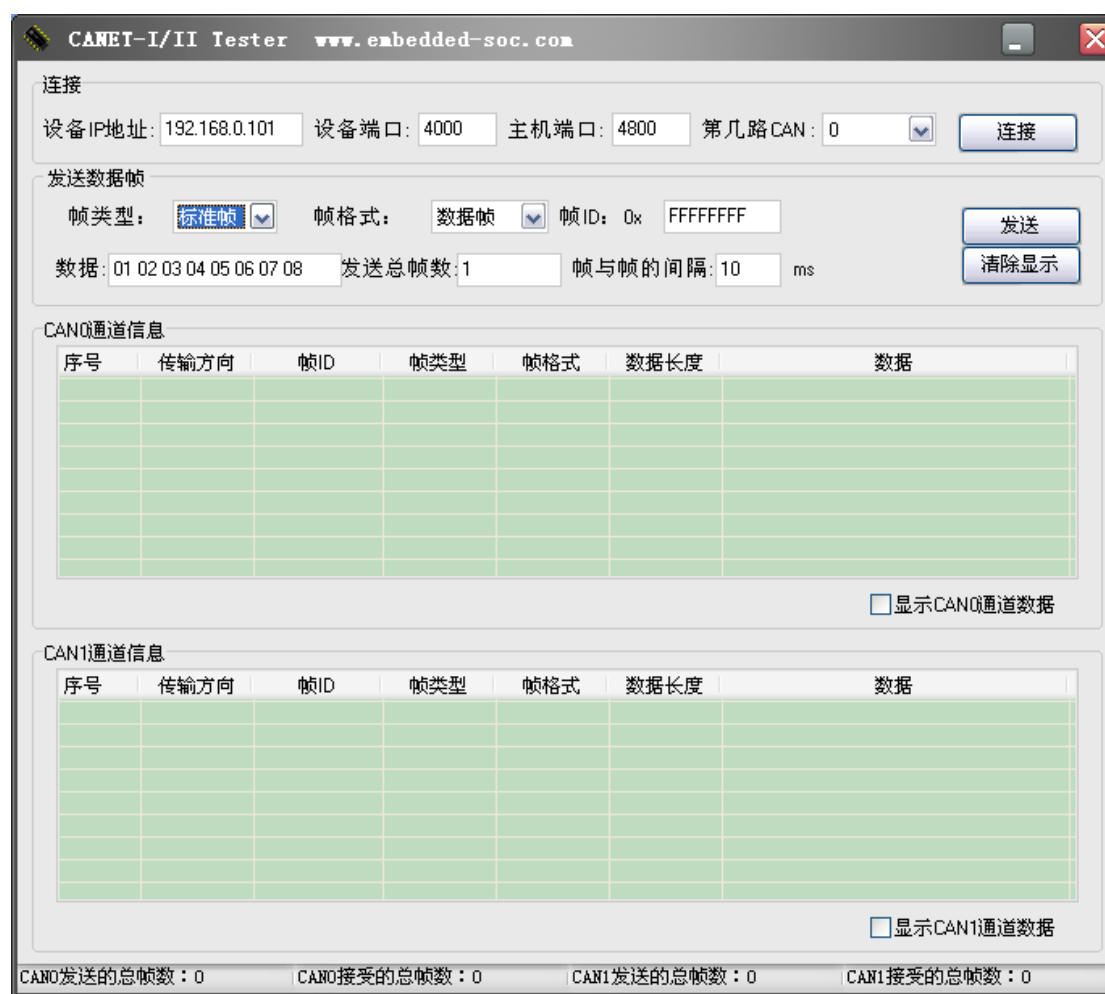 CANET-I/II Tester www.embedded-soc.com
连接
设备IP地址: 192.168.0.101 设备端口: 4000 主机端口: 4800 第几路CAN: 0 连接
发送数据帧
帧类型： 标准帧 帧格式： 数据帧 帧ID： 0x FFFFFFFF 发送
数据: 01 02 03 04 05 06 07 08 发送总帧数:1 帧与帧的间隔: 10 ms 清除显示
CAN0通道信息
序号 传输方向 帧ID 帧类型 帧格式 数据长度 数据
显示CAN0通道数据
CAN1通道信息
序号 传输方向 帧ID 帧类型 帧格式 数据长度 数据
显示CAN1通道数据
CAN0发送的总帧数：0 CAN0接受的总帧数：0 CAN1发送的总帧数：0 CAN1接受的总帧数：0